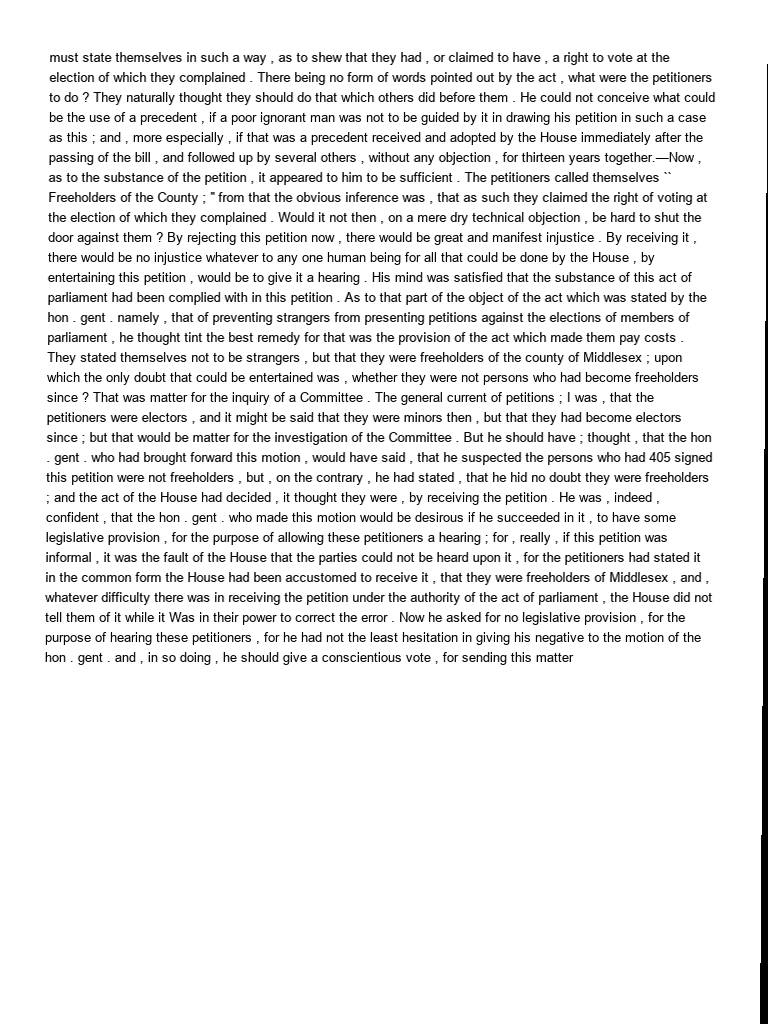 must state themselves in such a way , as to shew that they had , or claimed to have , a right to vote at the
election of which they complained . There being no form of words pointed out by the act , what were the petitioners
to do ? They naturally thought they should do that which others did before them . He could not conceive what could
be the use of a precedent , if a poor ignorant man was not to be guided by it in drawing his petition in such a case
as this ; and , more especially , if that was a precedent received and adopted by the House immediately after the
passing of the bill , and followed up by several others , without any objection , for thirteen years together.—Now ,
as to the substance of the petition , it appeared to him to be sufficient . The petitioners called themselves ``
Freeholders of the County ; " from that the obvious inference was , that as such they claimed the right of voting at
the election of which they complained . Would it not then , on a mere dry technical objection , be hard to shut the
door against them ? By rejecting this petition now , there would be great and manifest injustice . By receiving it ,
there would be no injustice whatever to any one human being for all that could be done by the House , by
entertaining this petition , would be to give it a hearing . His mind was satisfied that the substance of this act of
parliament had been complied with in this petition . As to that part of the object of the act which was stated by the
hon . gent . namely , that of preventing strangers from presenting petitions against the elections of members of
parliament , he thought tint the best remedy for that was the provision of the act which made them pay costs .
They stated themselves not to be strangers , but that they were freeholders of the county of Middlesex ; upon
which the only doubt that could be entertained was , whether they were not persons who had become freeholders
since ? That was matter for the inquiry of a Committee . The general current of petitions ; I was , that the
petitioners were electors , and it might be said that they were minors then , but that they had become electors
since ; but that would be matter for the investigation of the Committee . But he should have ; thought , that the hon
. gent . who had brought forward this motion , would have said , that he suspected the persons who had 405 signed
this petition were not freeholders , but , on the contrary , he had stated , that he hid no doubt they were freeholders
; and the act of the House had decided , it thought they were , by receiving the petition . He was , indeed ,
confident , that the hon . gent . who made this motion would be desirous if he succeeded in it , to have some
legislative provision , for the purpose of allowing these petitioners a hearing ; for , really , if this petition was
informal , it was the fault of the House that the parties could not be heard upon it , for the petitioners had stated it
in the common form the House had been accustomed to receive it , that they were freeholders of Middlesex , and ,
whatever difficulty there was in receiving the petition under the authority of the act of parliament , the House did not
tell them of it while it Was in their power to correct the error . Now he asked for no legislative provision , for the
purpose of hearing these petitioners , for he had not the least hesitation in giving his negative to the motion of the
hon . gent . and , in so doing , he should give a conscientious vote , for sending this matter